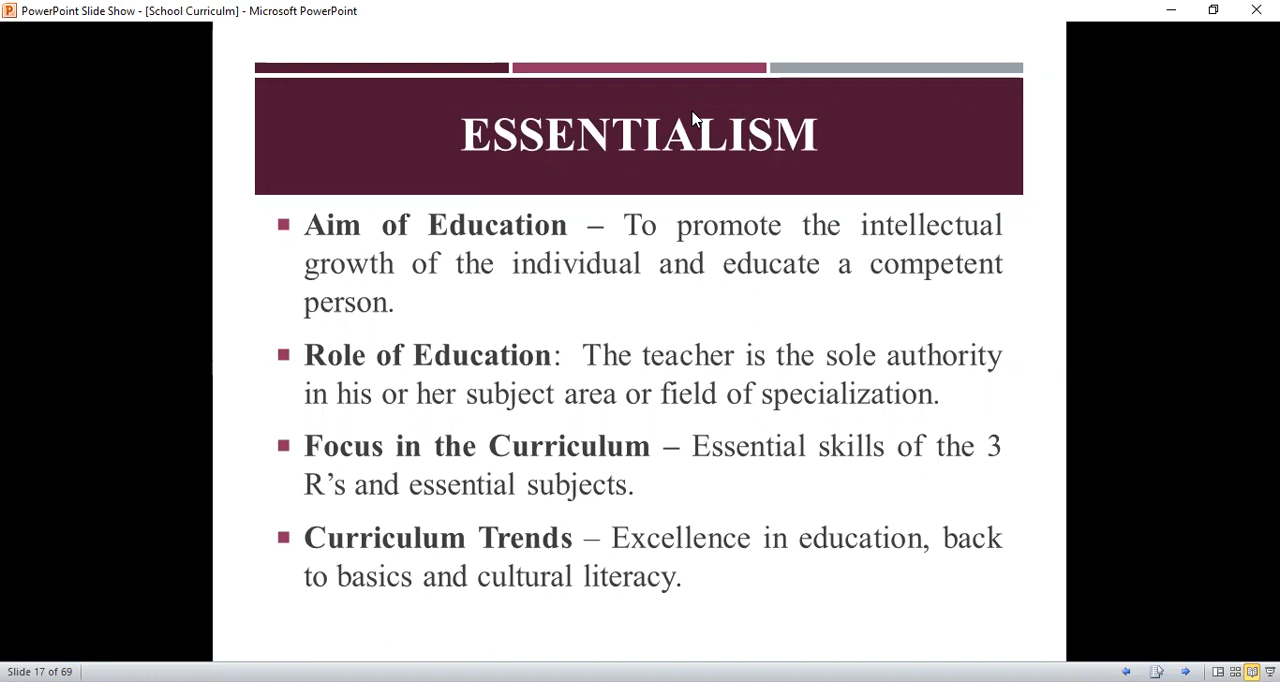 PowerPoint Slide Show - [School Curriculm] - Microsoft PowerPoint
ESSENTIALISM
Aim of Education – To promote the intellectual
growth of the individual and educate a competent
person.
Role of Education: The teacher is the sole authority
in his or her subject area or field of specialization.
Focus in the Curriculum – Essential skills of the 3
R’s and essential subjects.
Curriculum Trends – Excellence in education, back
to basics and cultural literacy.
Slide 17 of 69